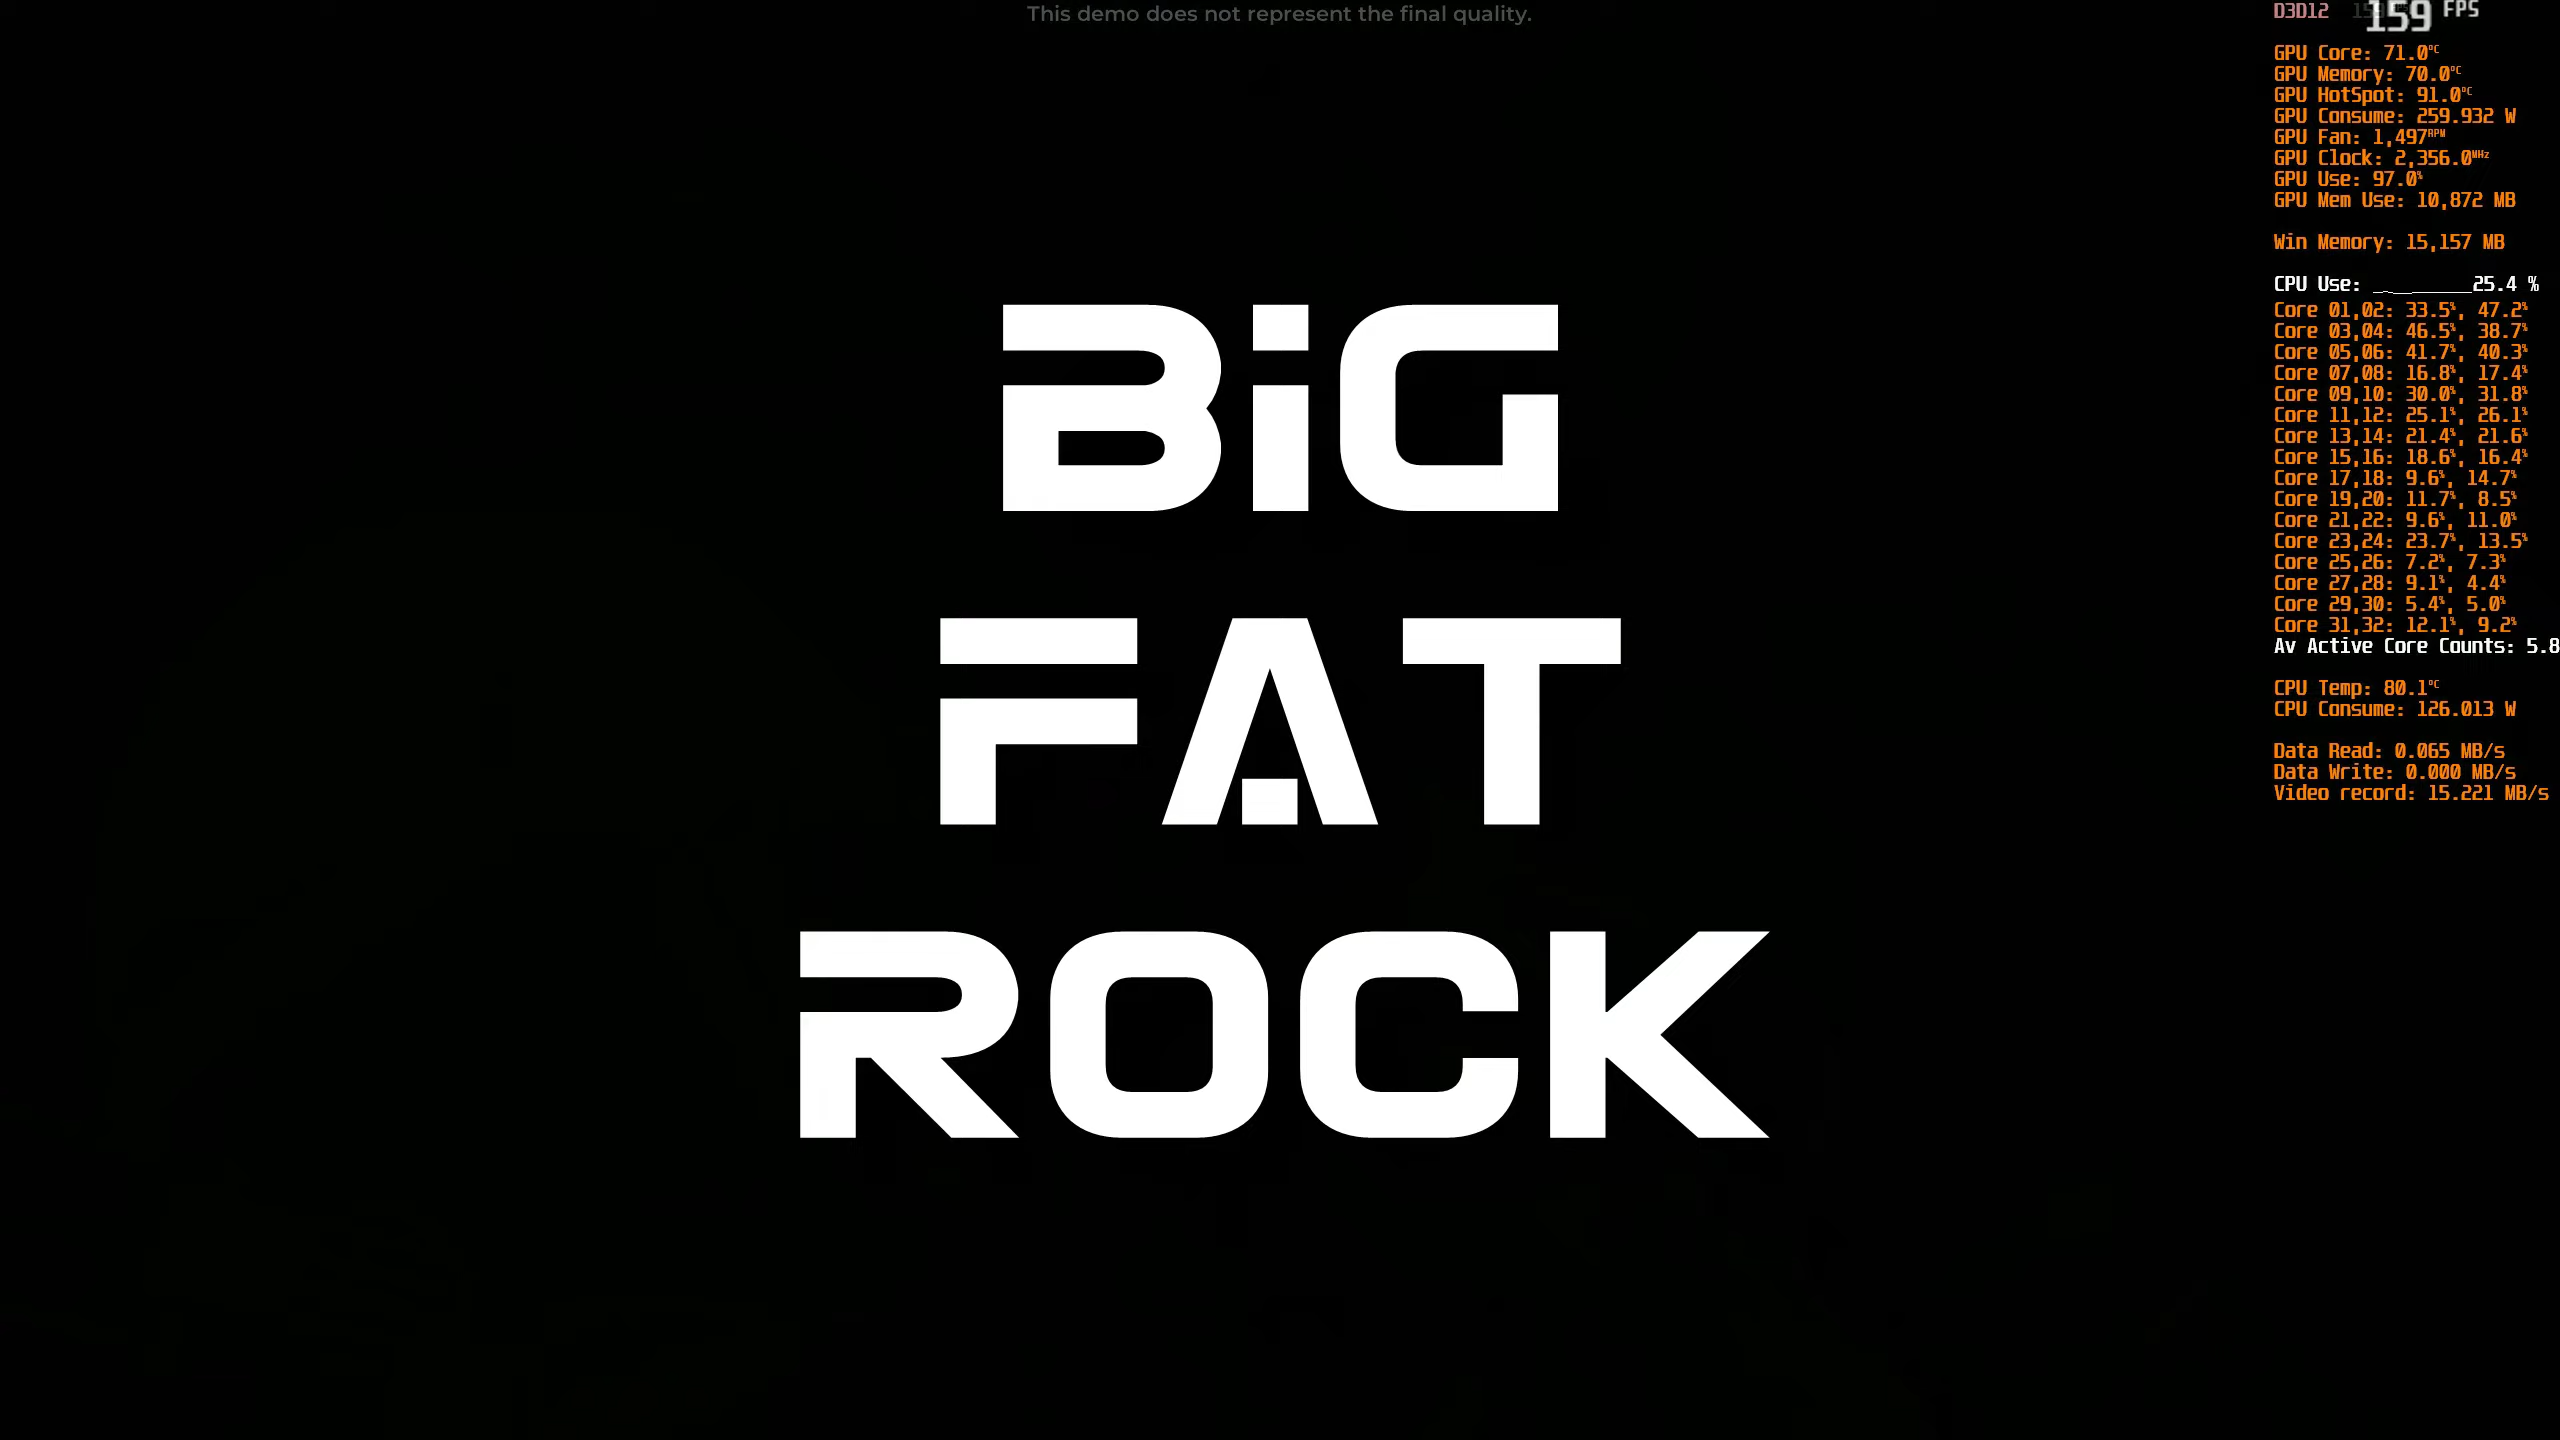 This demo does not represent the final quality.
D3D12 159 FPS
GPU Core: 71.0°C
GPU Memory: 70.0°C
GPU HotSpot: 91.0°C
GPU Consume: 259.932 W
GPU Fan: 1,497RPM
GPU Clock: 2,356.0MHz
GPU Use: 97.0%
GPU Mem Use: 10,872 MB
Win Memory: 15,157 MB
CPU Use: 25.4 %
Core 01,02: 33.5%, 47.2%
Core 03,04: 46.5%, 38.7%
Core 05,06: 41.7%, 40.3%
Core 07,08: 16.8%, 17.4%
Core 09,10: 30.0%, 31.8%
Core 11,12: 25.1%, 26.1%
Core 13,14: 21.4%, 21.6%
Core 15,16: 18.6%, 16.4%
Core 17,18: 9.6%, 14.7%
Core 19,20: 11.7%, 8.5%
Core 21,22: 9.6%, 11.0%
Core 23,24: 23.7%, 13.5%
Core 25,26: 7.2%, 7.3%
Core 27,28: 9.1%, 4.4%
Core 29,30: 5.4%, 5.0%
Core 31,32: 12.1%, 9.2%
Av Active Core Counts: 5.8
CPU Temp: 80.1°C
CPU Consume: 126.013 W
Data Read: 0.065 MB/s
Data Write: 0.000 MB/s
Video record: 15.221 MB/s
BiG
FAT
ROCK